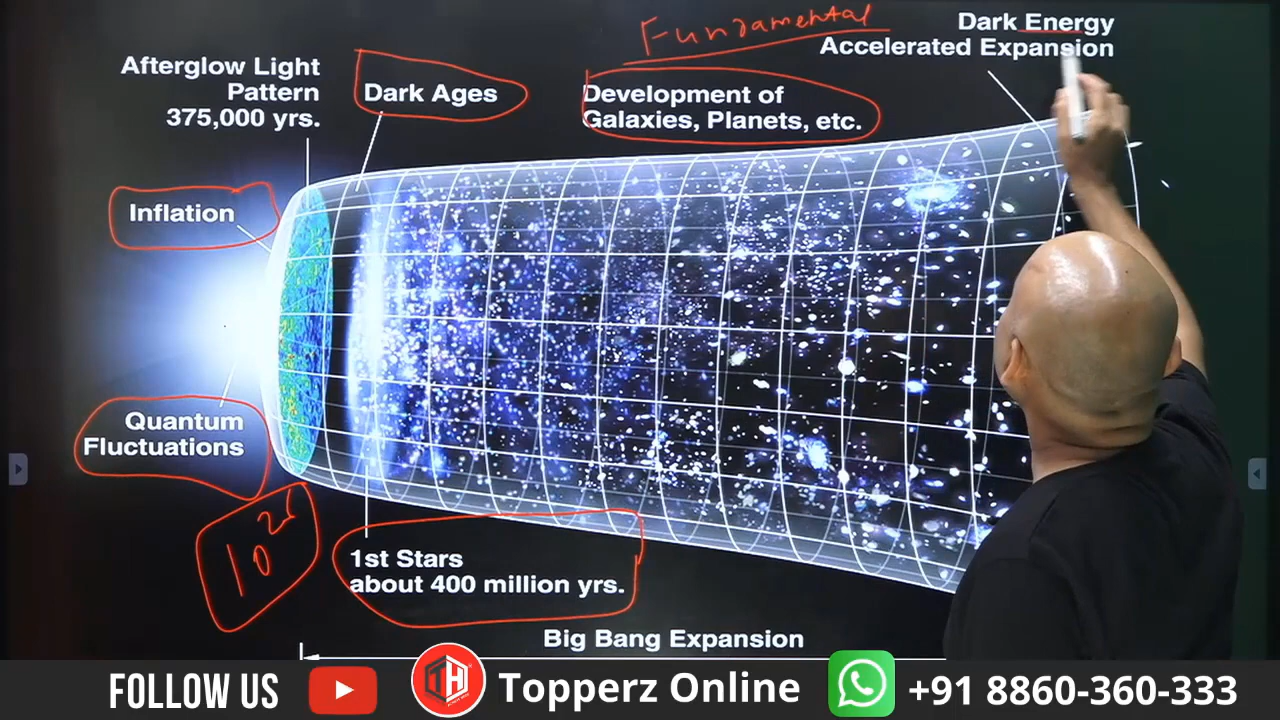 Fundamental
Dark Energy
Accelerated Expansion
Afterglow Light
Pattern
375,000 yrs.
Dark Ages
Development of
Galaxies, Planets, etc.
Inflation
Quantum
Fluctuations
10²⁶
1st Stars
about 400 million yrs.
Big Bang Expansion
FOLLOW US
TH
Topperz Online
+91 8860-360-333